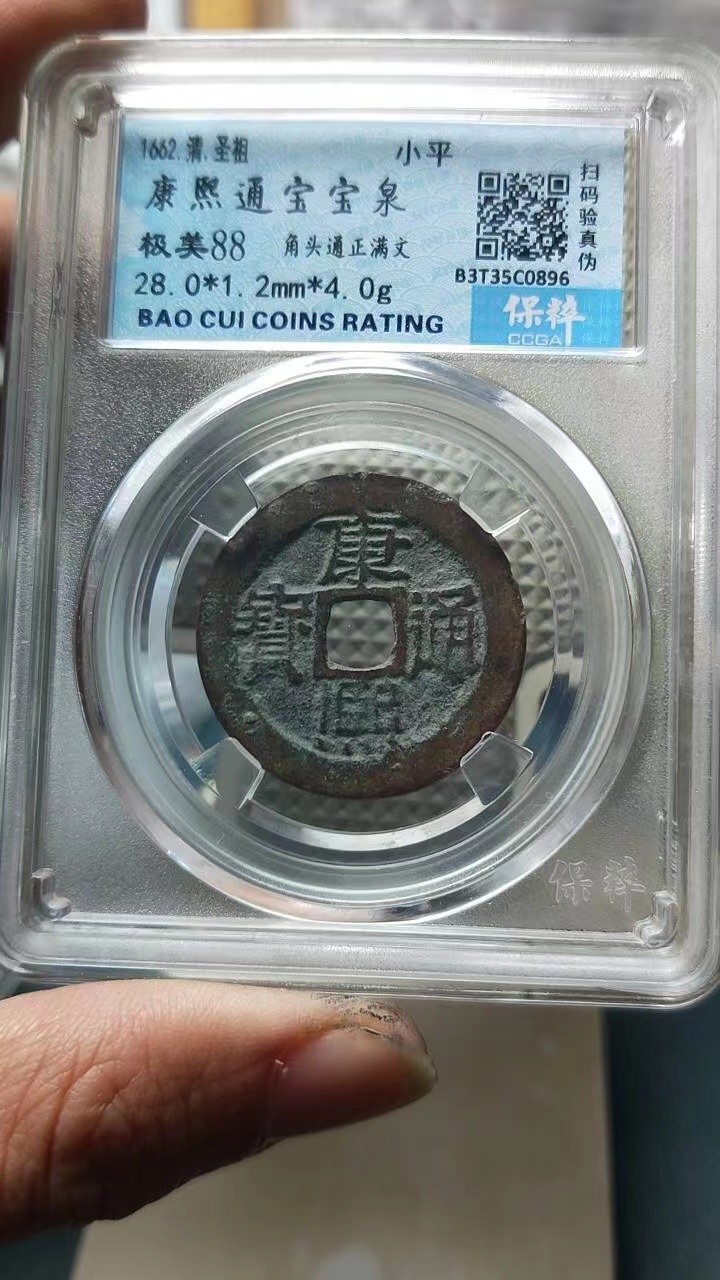 1662.清.圣祖 小平
康熙通宝宝泉
极美88 角头通正满文
28.0*1.2mm*4.0g
BAO CUI COINS RATING
扫码验真伪
B3T35C0896
保粹
CCGA
康
寶 通
熙
保粹